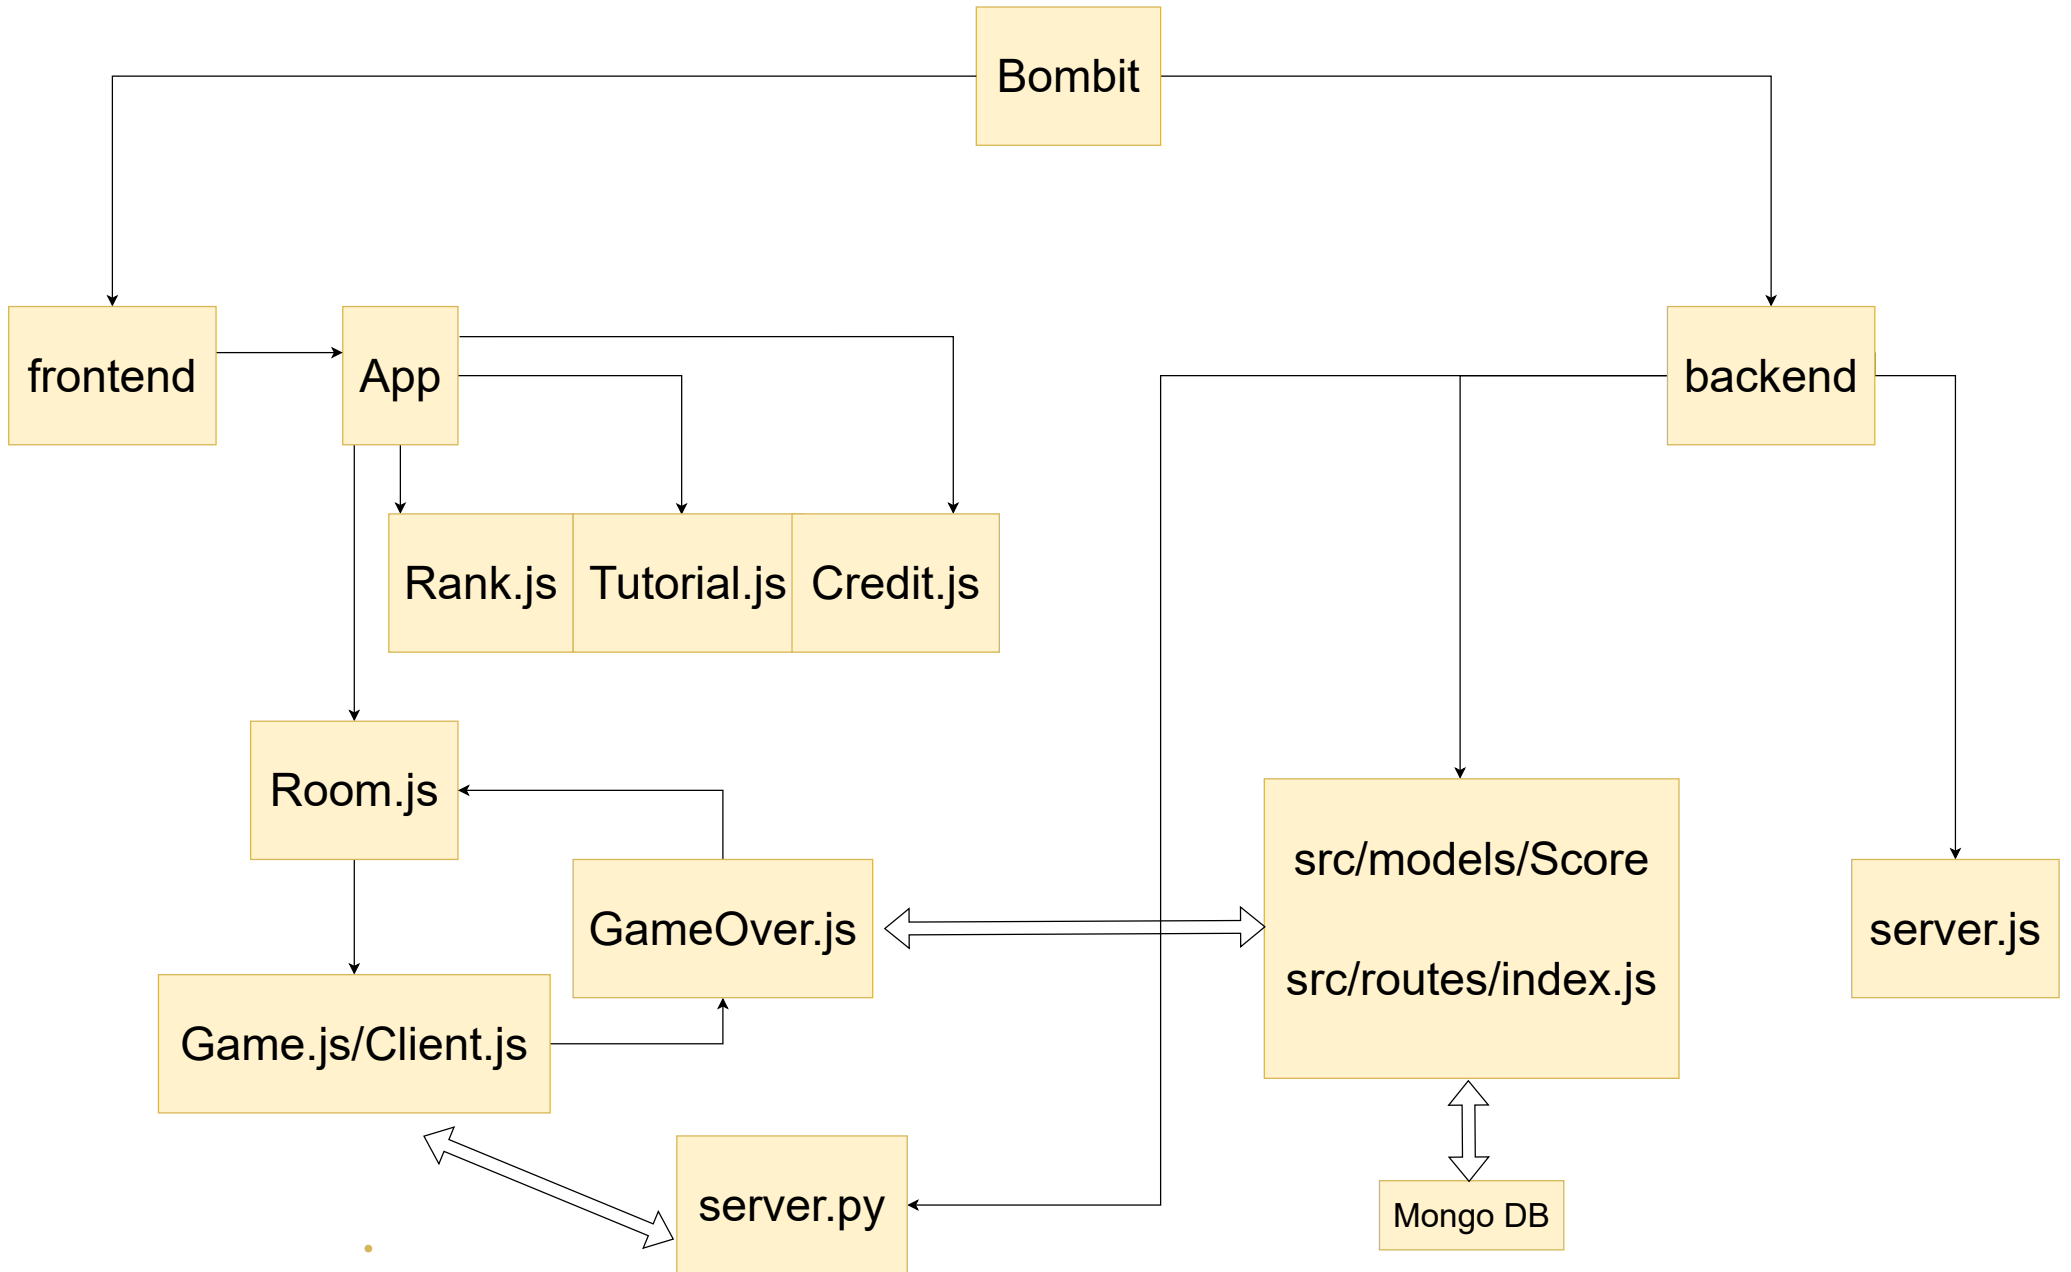 Bombit
frontend
App
backend
Rank.js
Tutorial.js
Credit.js
Room.js
GameOver.js
src/models/Score
src/routes/index.js
server.js
Game.js/Client.js
server.py
Mongo DB